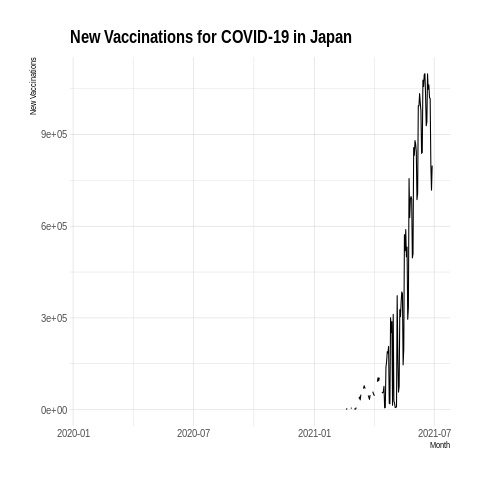 New Vaccinations for COVID-19 in Japan
New Vaccinations
9e+05
6e+05
3e+05
0e+00
2020-01
2020-07
2021-01
2021-07
Month